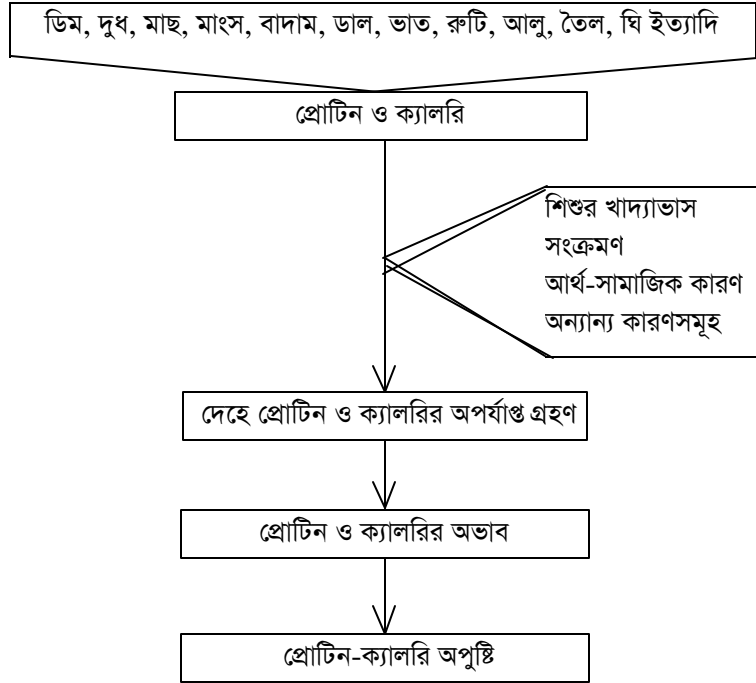 ডিম, দুধ, মাছ, মাংস, বাদাম, ডাল, ভাত, রুটি, আলু, তৈল, ঘি ইত্যাদি
প্রোটিন ও ক্যালরি
শিশুর খাদ্যাভাস
সংক্রমণ
আর্থ-সামাজিক কারণ
অন্যান্য কারণসমূহ
দেহে প্রোটিন ও ক্যালরির অপর্যাপ্ত গ্রহণ
প্রোটিন ও ক্যালরির অভাব
প্রোটিন-ক্যালরি অপুষ্টি